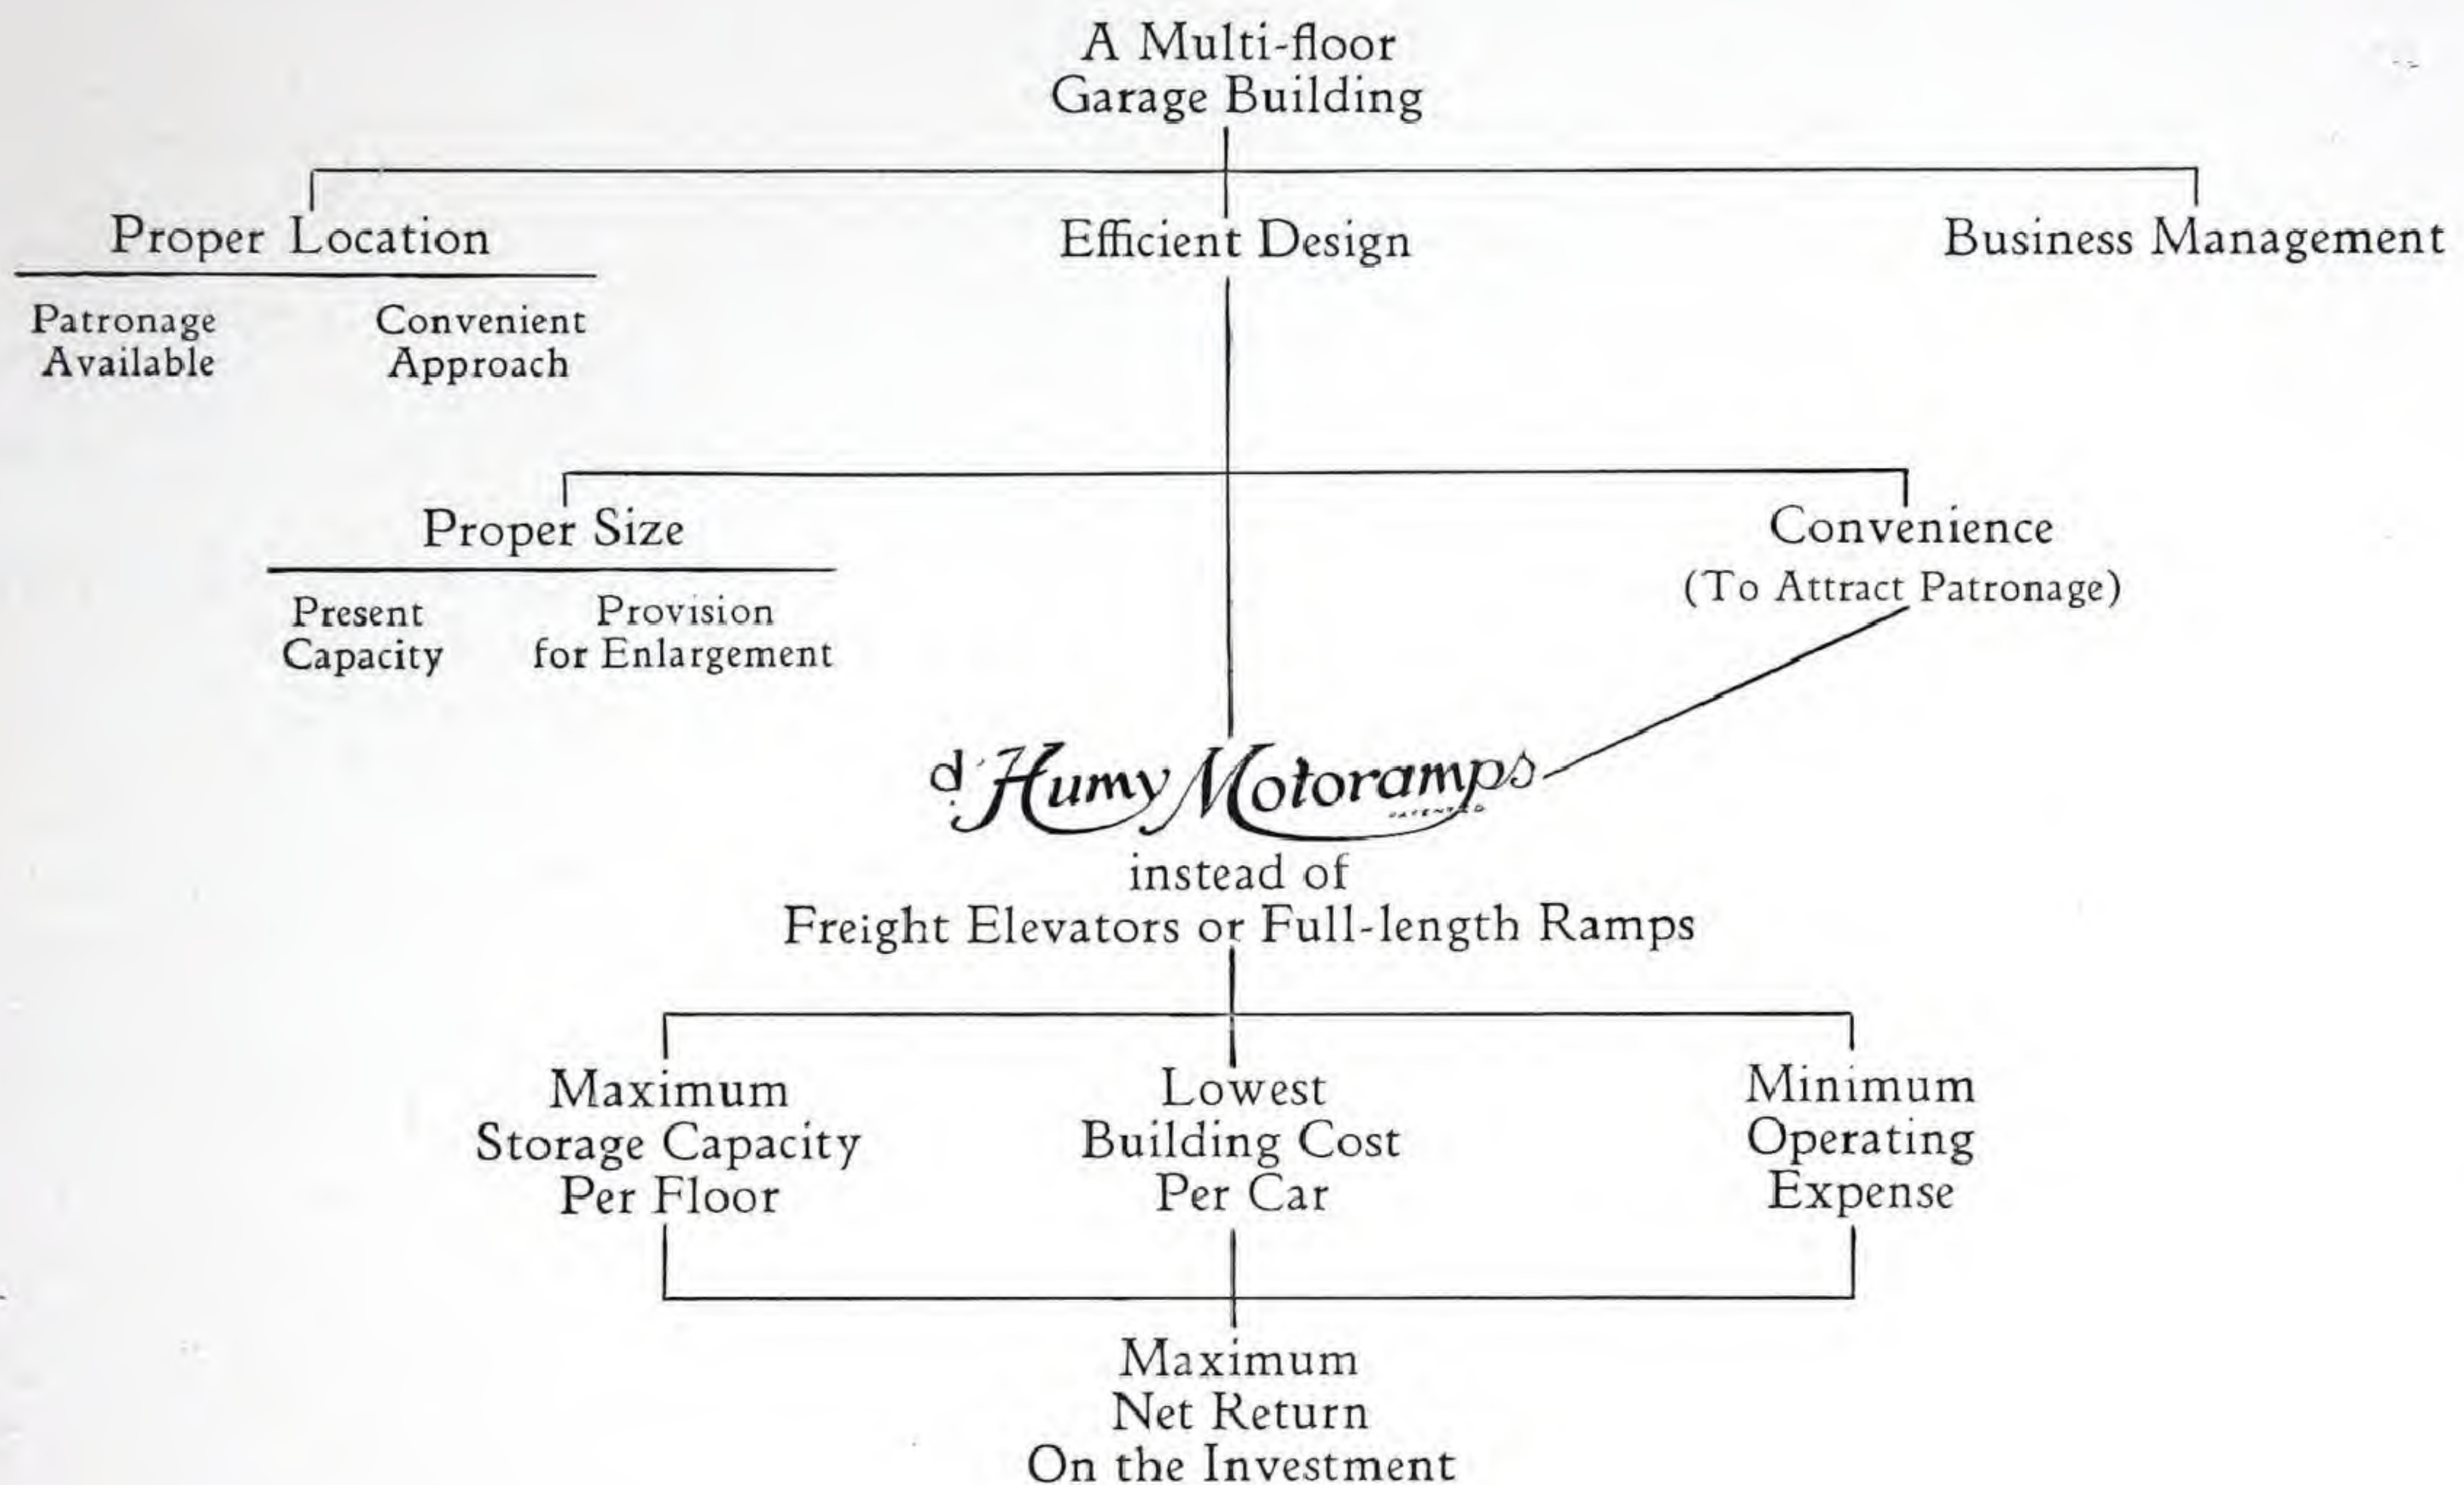 A Multi-floor
Garage Building
Proper Location
Efficient Design
Business Management
Patronage
Available
Convenient
Approach
Proper Size
Convenience
(To Attract Patronage)
Present
Capacity
Provision
for Enlargement
d'Humy Motoramps
PATENTED
instead of
Freight Elevators or Full-length Ramps
Maximum
Storage Capacity
Per Floor
Lowest
Building Cost
Per Car
Minimum
Operating
Expense
Maximum
Net Return
On the Investment